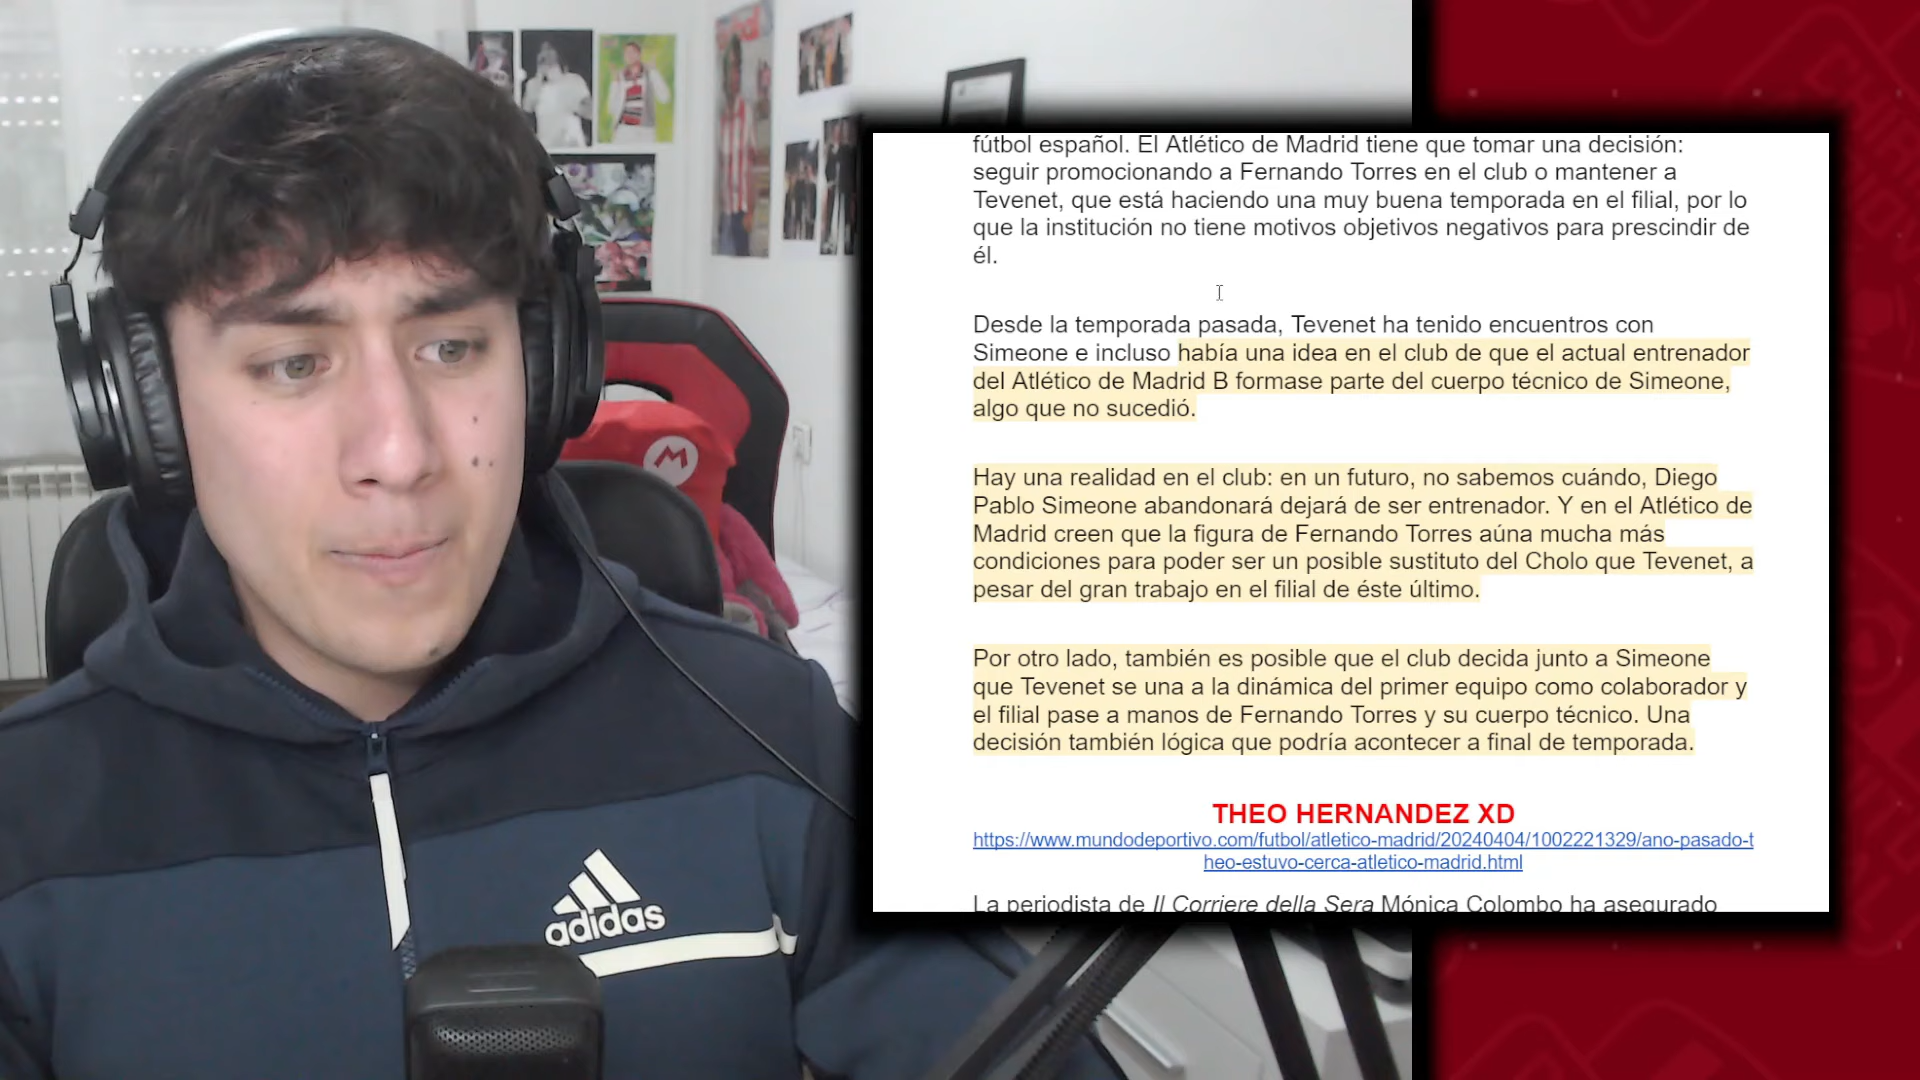 fútbol español. El Atlético de Madrid tiene que tomar una decisión:
seguir promocionando a Fernando Torres en el club o mantener a
Tevenet, que está haciendo una muy buena temporada en el filial, por lo
que la institución no tiene motivos objetivos negativos para prescindir de
él.
Desde la temporada pasada, Tevenet ha tenido encuentros con
Simeone e incluso había una idea en el club de que el actual entrenador
del Atlético de Madrid B formase parte del cuerpo técnico de Simeone,
algo que no sucedió.
Hay una realidad en el club: en un futuro, no sabemos cuándo, Diego
Pablo Simeone abandonará dejará de ser entrenador. Y en el Atlético de
Madrid creen que la figura de Fernando Torres aúna mucha más
condiciones para poder ser un posible sustituto del Cholo que Tevenet, a
pesar del gran trabajo en el filial de éste último.
Por otro lado, también es posible que el club decida junto a Simeone
que Tevenet se una a la dinámica del primer equipo como colaborador y
el filial pase a manos de Fernando Torres y su cuerpo técnico. Una
decisión también lógica que podría acontecer a final de temporada.
THEO HERNANDEZ XD
https://www.mundodeportivo.com/futbol/atletico-madrid/20240404/1002221329/ano-pasado-t
heo-estuvo-cerca-atletico-madrid.html
La periodista de Il Corriere della Sera Mónica Colombo ha asegurado
M
adidas